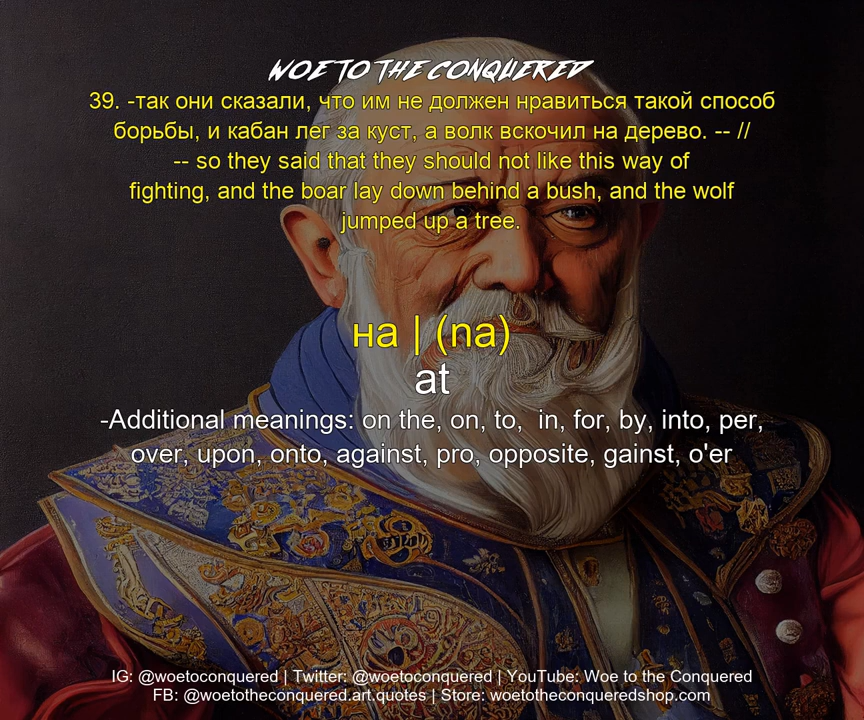 WOE TO THE CONQUERED
39. -так они сказали, что им не должен нравиться такой способ
борьбы, и кабан лег за куст, а волк вскочил на дерево. -- //
-- so they said that they should not like this way of
fighting, and the boar lay down behind a bush, and the wolf
jumped up a tree.
на | (na)
at
-Additional meanings: on the, on, to,  in, for, by, into, per,
over, upon, onto, against, pro, opposite, gainst, o'er
IG: @woetoconquered | Twitter: @woetoconquered | YouTube: Woe to the Conquered
FB: @woetotheconquered.art.quotes | Store: woetotheconqueredshop.com